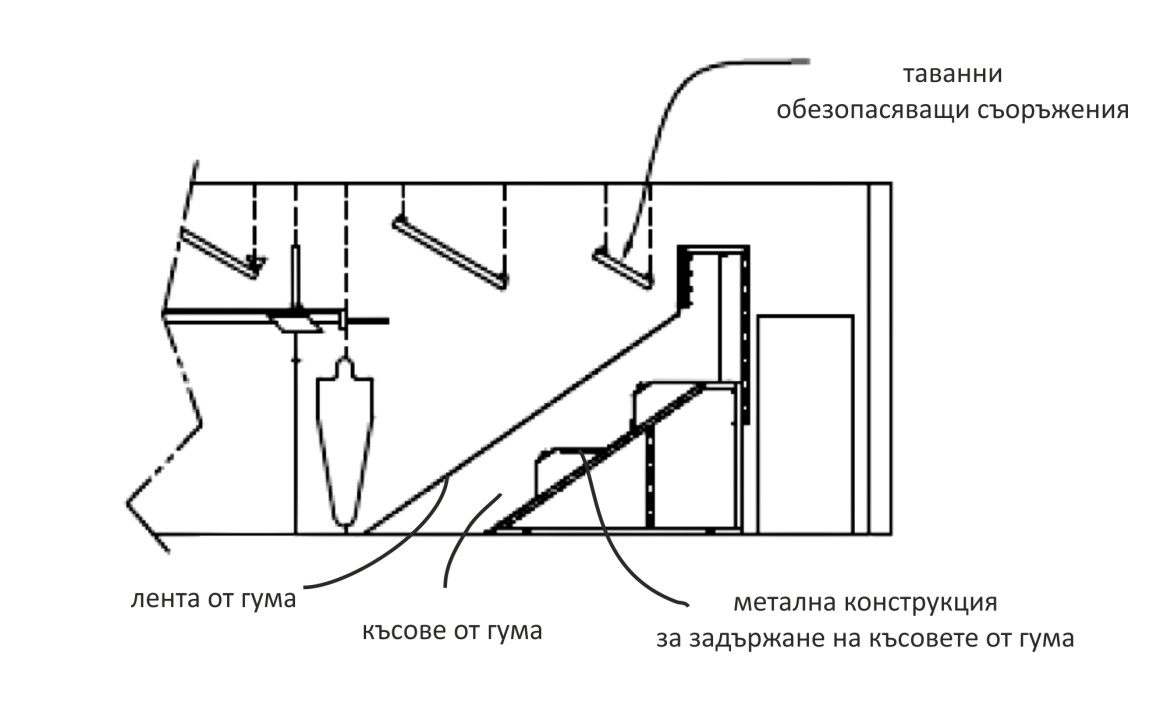 таванни
обезопасяващи съоръжения
лента от гума
късове от гума
метална конструкция
за задържане на късовете от гума